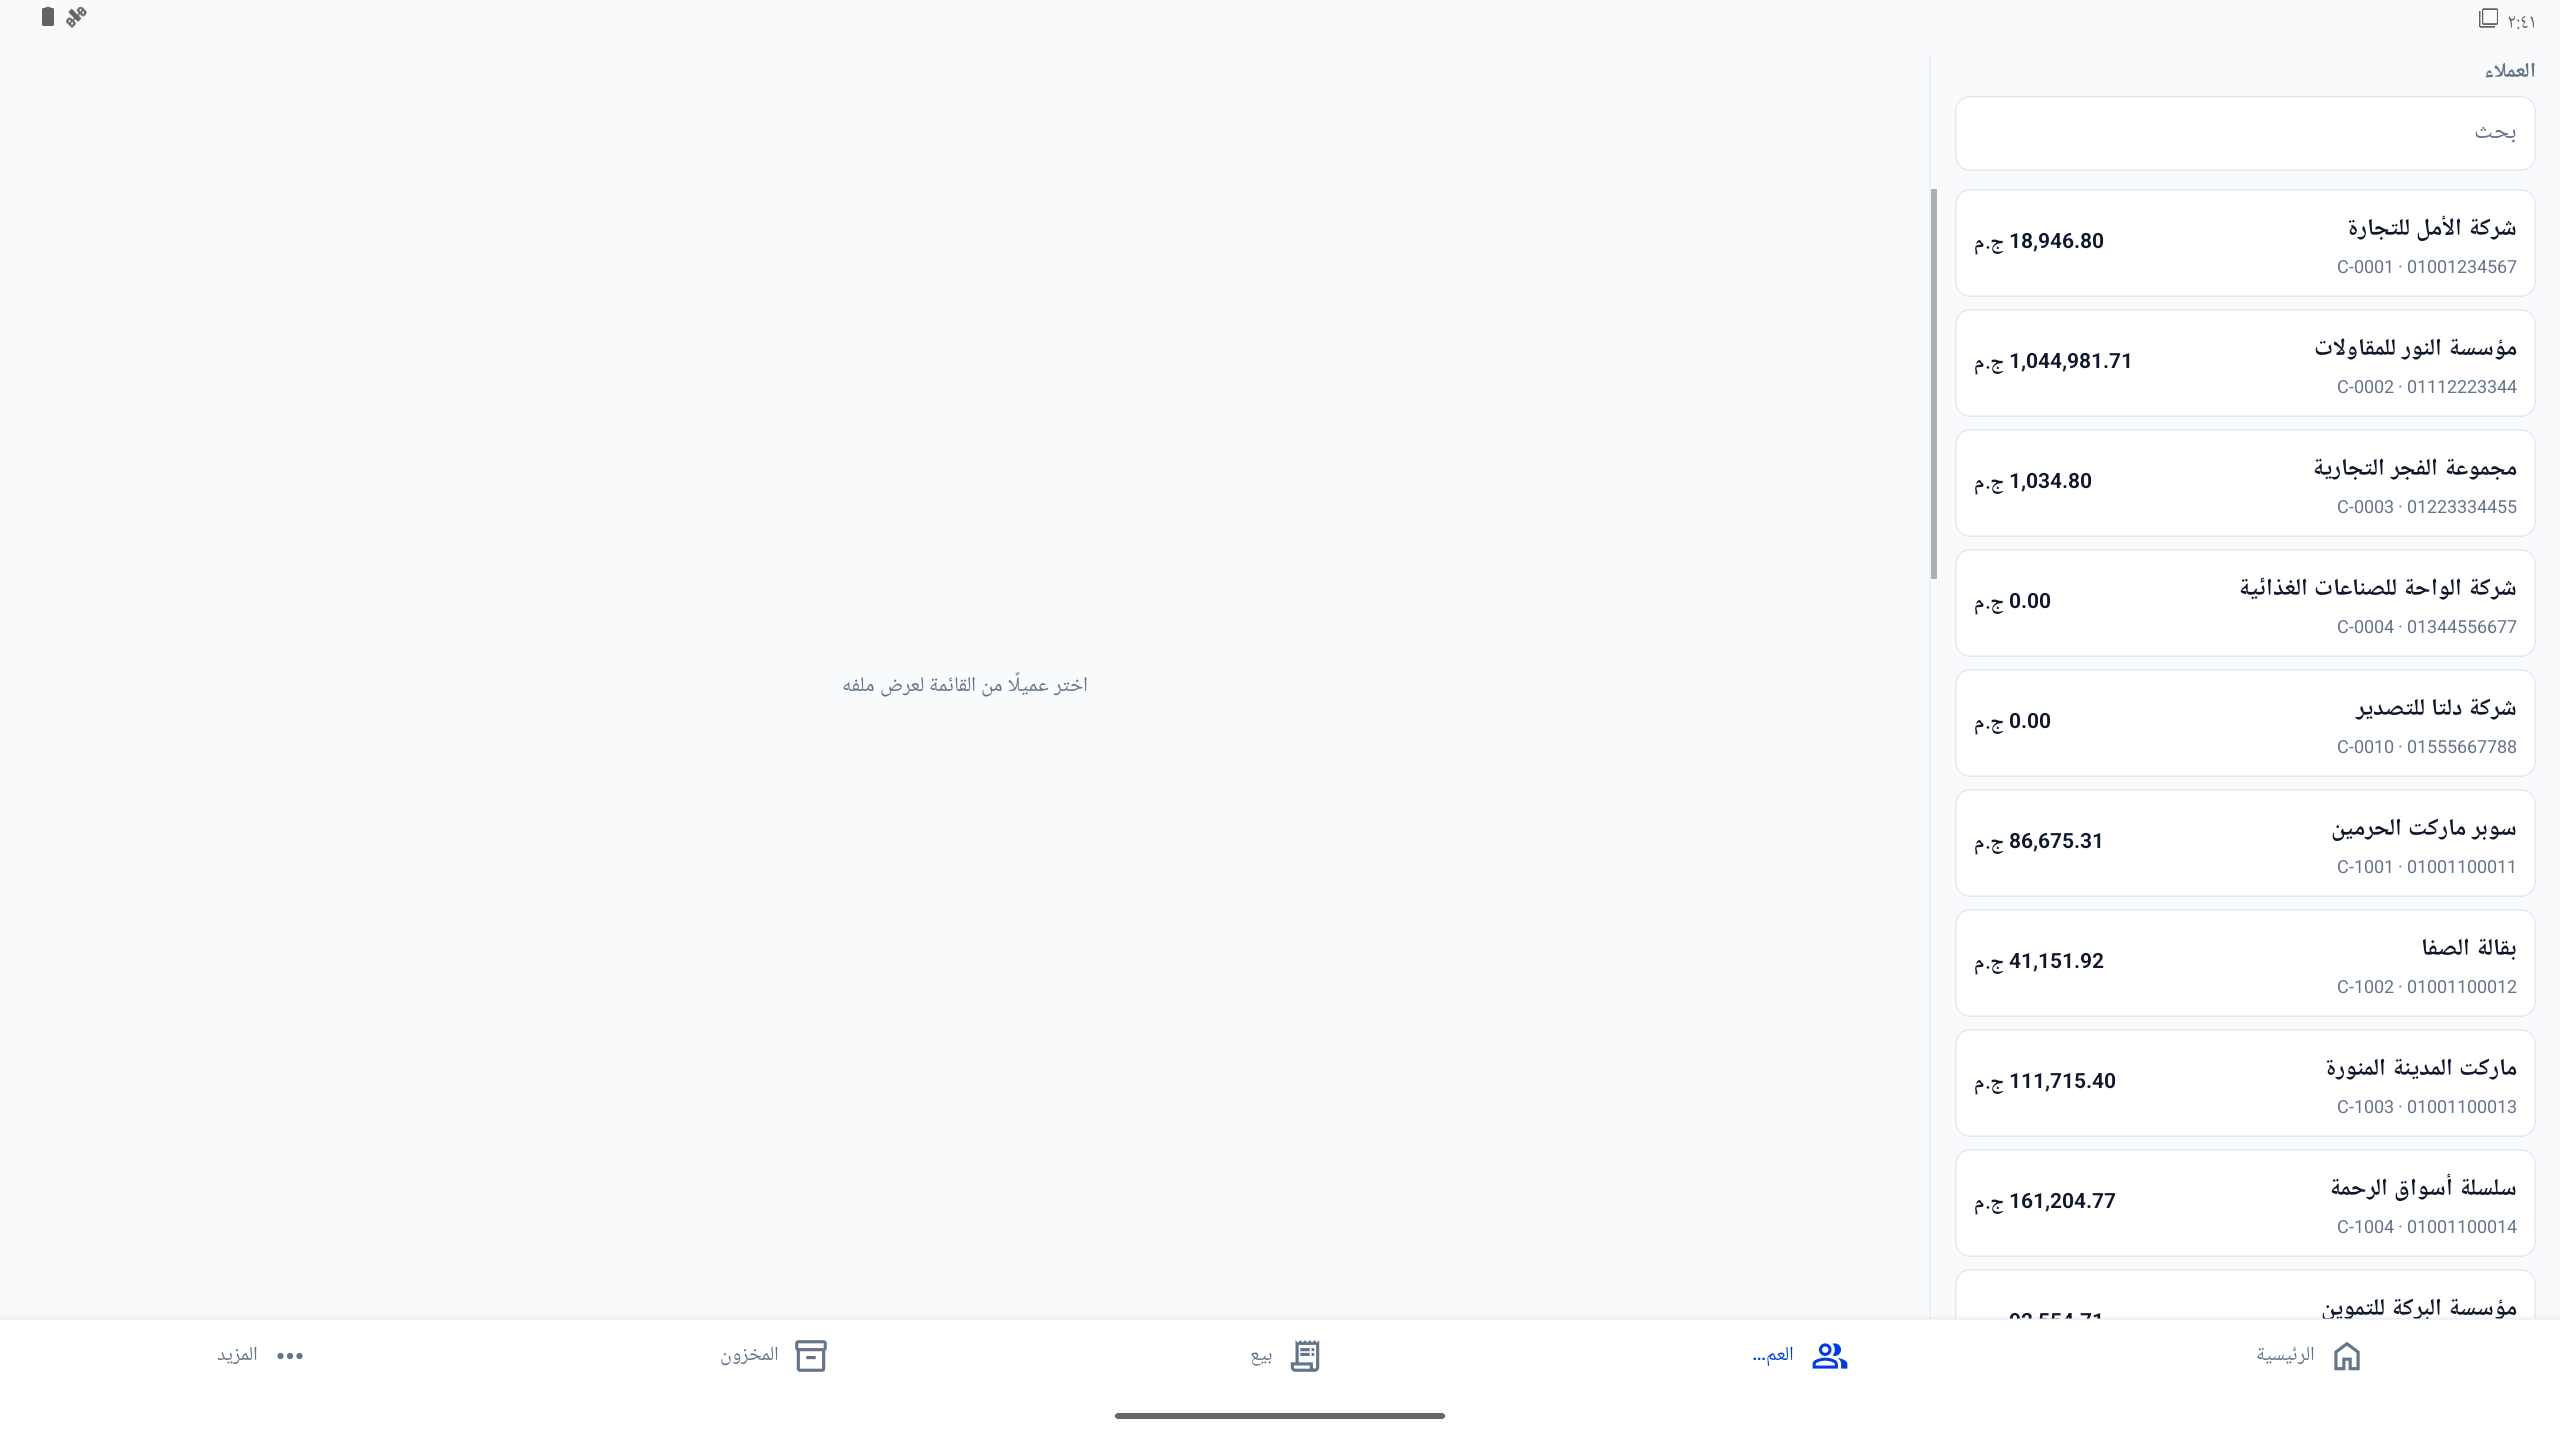 ٢:٤١
العملاء
بحث
شركة الأمل للتجارة
18,946.80 ج.م
C-0001 · 01001234567
مؤسسة النور للمقاولات
1,044,981.71 ج.م
C-0002 · 01112223344
مجموعة الفجر التجارية
1,034.80 ج.م
C-0003 · 01223334455
شركة الواحة للصناعات الغذائية
0.00 ج.م
C-0004 · 01344556677
شركة دلتا للتصدير
0.00 ج.م
C-0010 · 01555667788
سوبر ماركت الحرمين
86,675.31 ج.م
C-1001 · 01001100011
بقالة الصفا
41,151.92 ج.م
C-1002 · 01001100012
ماركت المدينة المنورة
111,715.40 ج.م
C-1003 · 01001100013
سلسلة أسواق الرحمة
161,204.77 ج.م
C-1004 · 01001100014
مؤسسة البركة للتموين
اختر عميلًا من القائمة لعرض ملفه
الرئيسية
العم...
بيع
المخزون
المزيد